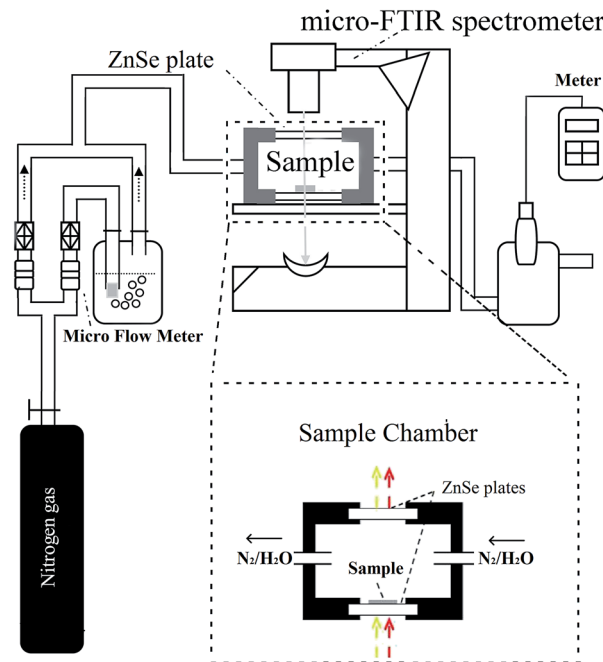 micro-FTIR spectrometer
ZnSe plate
Meter
Sample
Micro Flow Meter
Nitrogen gas
Sample Chamber
ZnSe plates
N₂/H₂O
N₂/H₂O
Sample